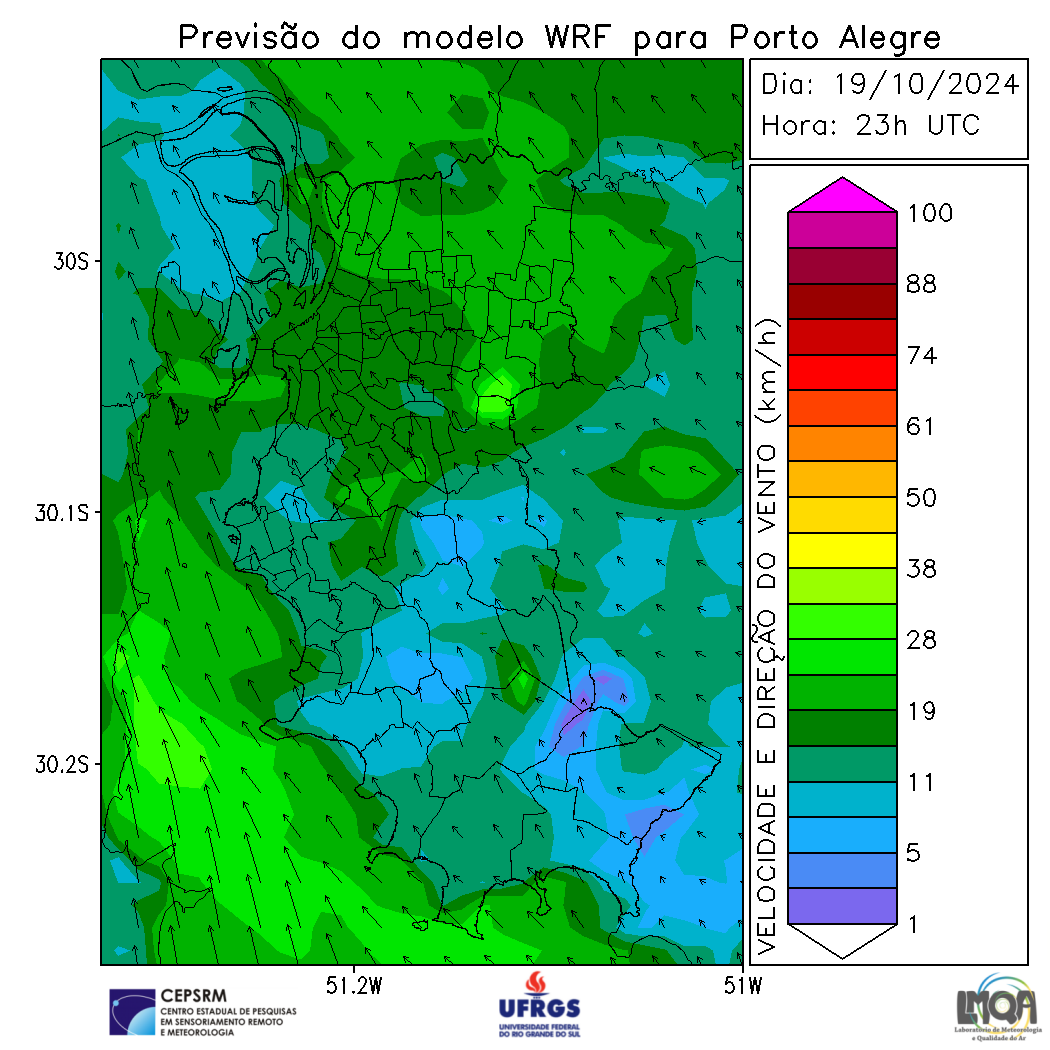 Previsão do modelo WRF para Porto Alegre
Dia: 19/10/2024
Hora: 23h UTC
30S
30.1S
30.2S
51.2W
51W
VELOCIDADE E DIREÇÃO DO VENTO (km/h)
100
88
74
61
50
38
28
19
11
5
1
CEPSRM
CENTRO ESTADUAL DE PESQUISAS
EM SENSORIAMENTO REMOTO
E METEOROLOGIA
UFRGS
UNIVERSIDADE FEDERAL
DO RIO GRANDE DO SUL
LMQA
Laboratório de Meteorologia
e Qualidade do Ar